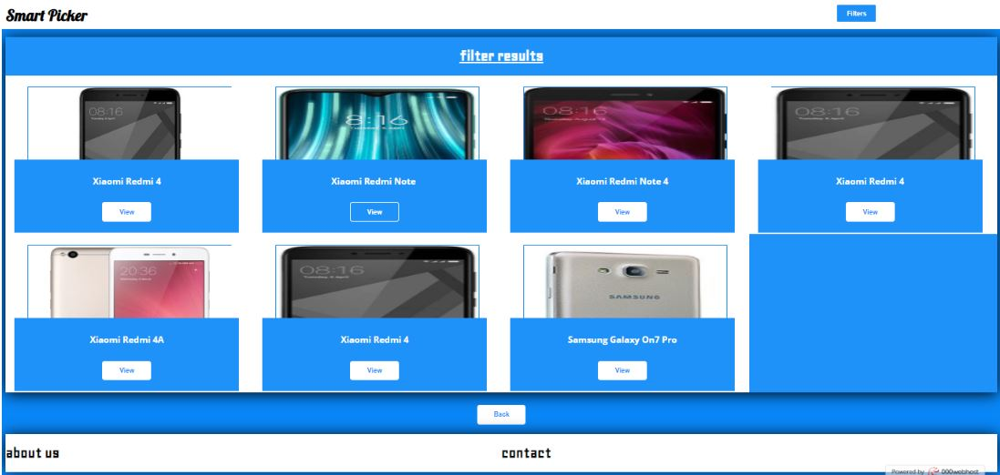 Smart Picker
Filters
filter results
08:16
8:16
08:16
08:16
Xiaomi Redmi 4
Xiaomi Redmi Note
Xiaomi Redmi Note 4
Xiaomi Redmi 4
View
View
View
View
20:36
08:16
SAMSUNG
Xiaomi Redmi 4A
Xiaomi Redmi 4
Samsung Galaxy On7 Pro
View
View
View
Back
about us
contact
Powered by 000webhost